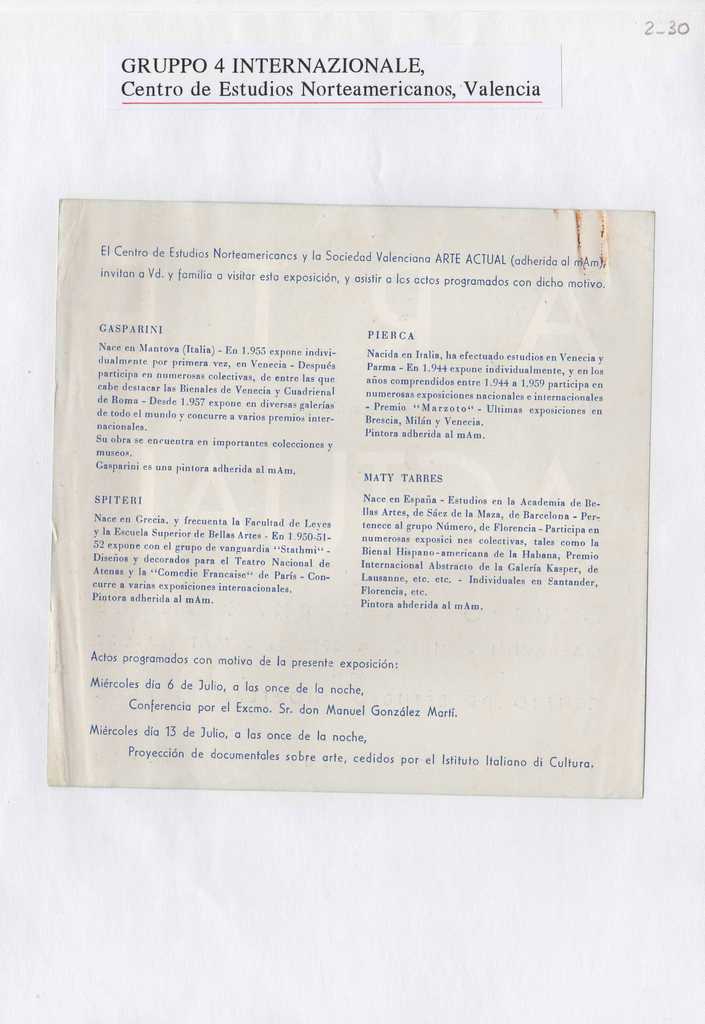 2-30
GRUPPO 4 INTERNAZIONALE,
Centro de Estudios Norteamericanos, Valencia
El Centro de Estudios Norteamericanos y la Sociedad Valenciana ARTE ACTUAL (adherida al mAm),
invitan a Vd. y familia a visitar esta exposición, y asistir a los actos programados con dicho motivo.
GASPARINI
Nace en Mantova (Italia) - En 1.955 expone indivi-
dualmente por primera vez, en Venecia - Después
participa en numerosas colectivas, de entre las que
cabe destacar las Bienales de Venecia y Cuadrienal
de Roma - Desde 1.957 expone en diversas galerías
de todo el mundo y concurre a varios premios inter-
nacionales.
Su obra se encuentra en importantes colecciones y
museos.
Gasparini es una pintora adherida al mAm.
SPITERI
Nace en Grecia, y frecuenta la Facultad de Leyes
y la Escuela Superior de Bellas Artes - En 1.950-51-
52 expone con el grupo de vanguardia "Stathmi" -
Diseños y decorados para el Teatro Nacional de
Atenas y la "Comedie Francaise" de París - Con-
curre a varias exposiciones internacionales.
Pintora adherida al mAm.
PIERCA
Nacida en Italia, ha efectuado estudios en Venecia y
Parma - En 1.944 expone individualmente, y en los
años comprendidos entre 1.944 a 1.959 participa en
numerosas exposiciones nacionales e internacionales
- Premio "Marzoto" - Ultimas exposiciones en
Brescia, Milán y Venecia.
Pintora adherida al mAm.
MATY TARRES
Nace en España - Estudios en la Academia de Be-
llas Artes, de Sáez de la Maza, de Barcelona - Per-
tenece al grupo Número, de Florencia - Participa en
numerosas exposici nes colectivas, tales como la
Bienal Hispano-americana de la Habana, Premio
Internacional Abstracto de la Galería Kasper, de
Lausanne, etc. etc. - Individuales en Santander,
Florencia, etc.
Pintora ahderida al mAm.
Actos programados con motivo de la presente exposición:
Miércoles día 6 de Julio, a las once de la noche,
Conferencia por el Excmo. Sr. don Manuel González Martí.
Miércoles día 13 de Julio, a las once de la noche,
Proyección de documentales sobre arte, cedidos por el Istituto Italiano di Cultura.